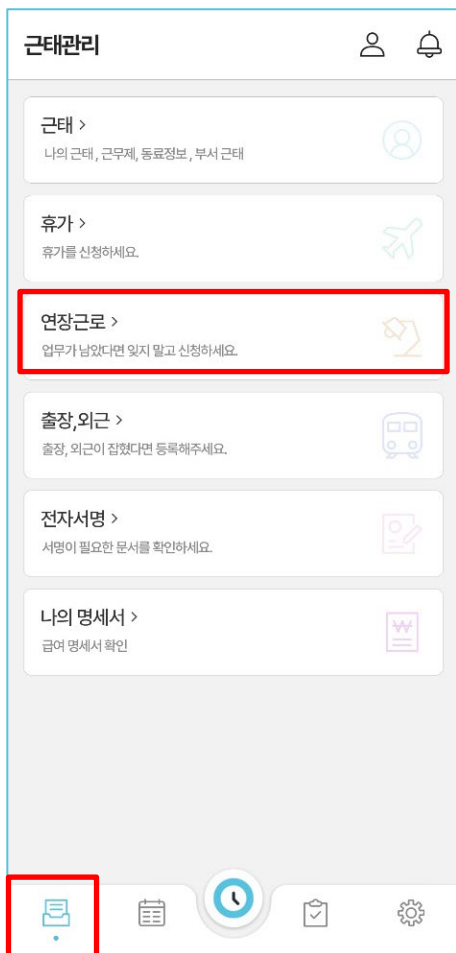 근태관리
근태 >
나의 근태, 근무제, 동료정보, 부서 근태
휴가 >
휴가를 신청하세요.
연장근로 >
업무가 남았다면 잊지 말고 신청하세요.
출장,외근 >
출장, 외근이 잡혔다면 등록해주세요.
전자서명 >
서명이 필요한 문서를 확인하세요.
나의 명세서 >
급여 명세서 확인